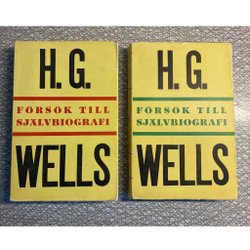 H. G.
FÖRSÖK TILL
SJÄLVBIOGRAFI
WELLS
H. G.
FÖRSÖK TILL
SJÄLVBIOGRAFI
WELLS